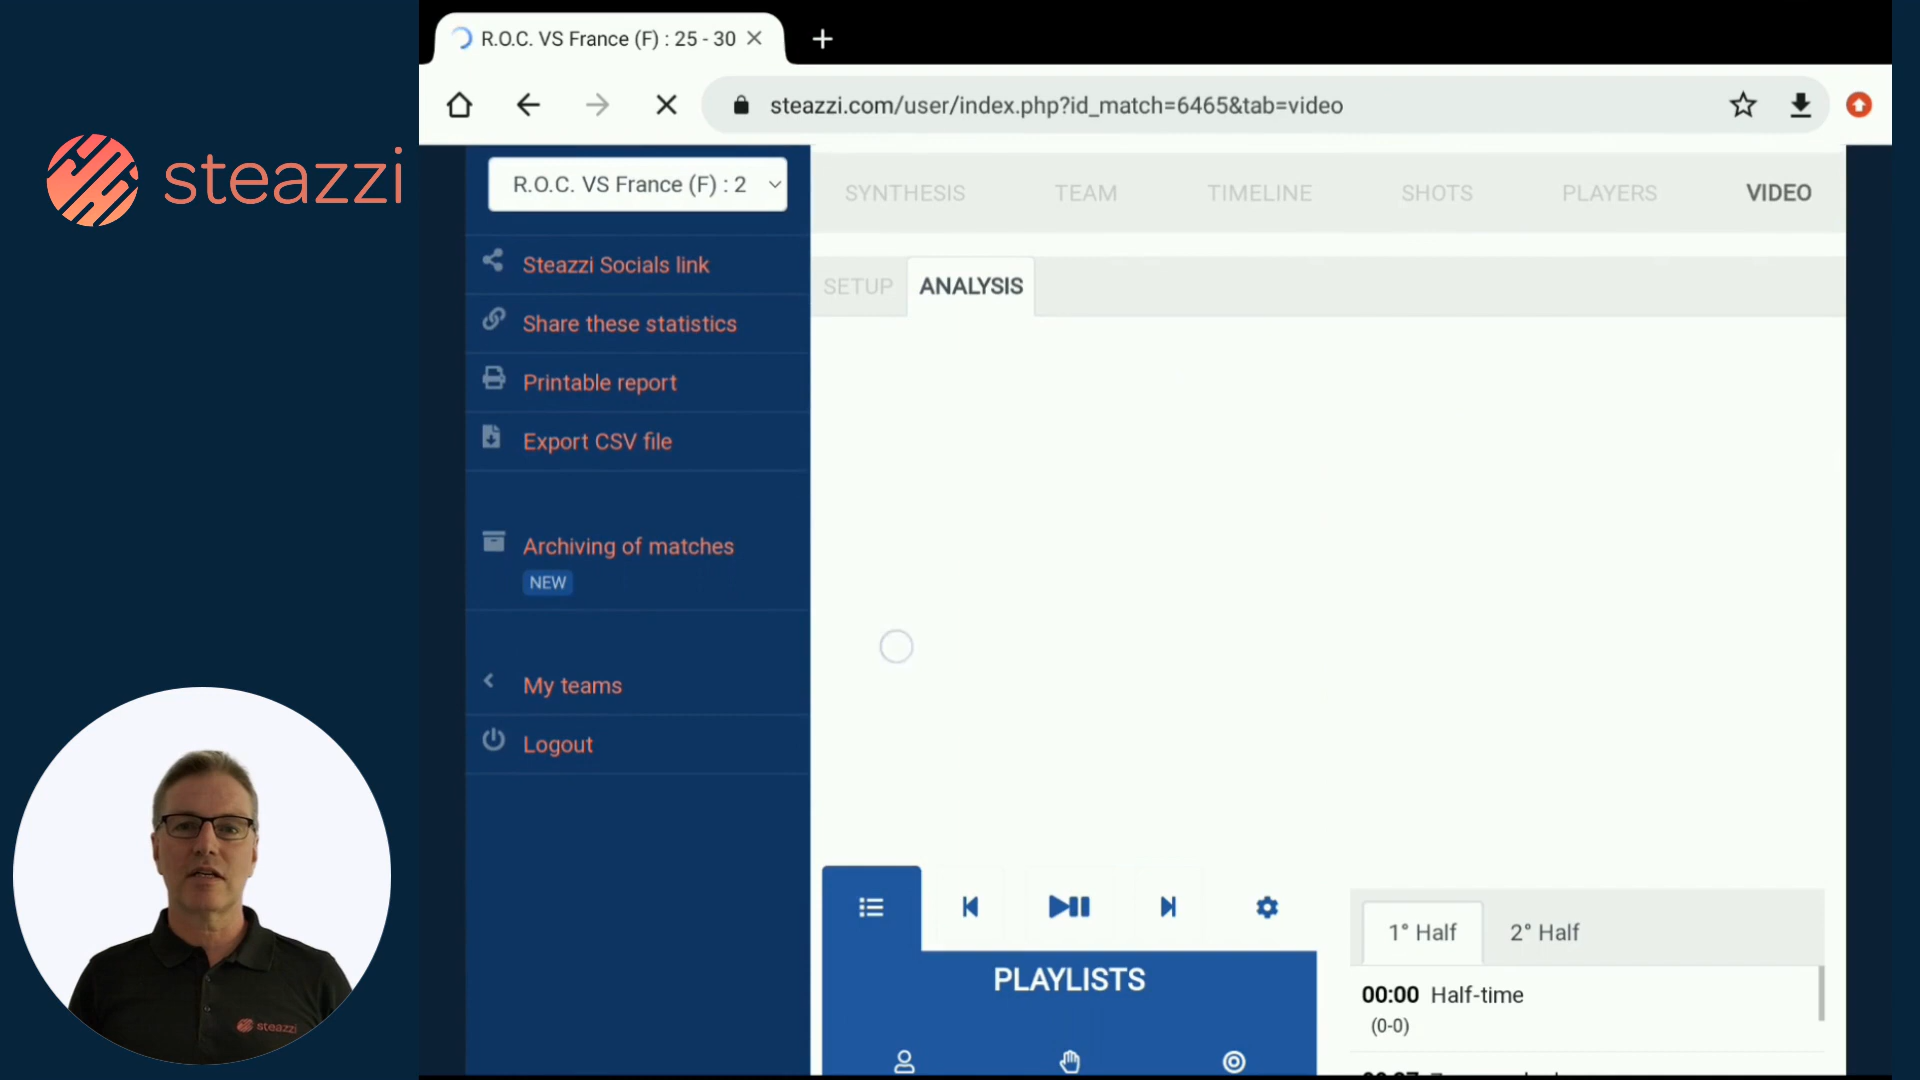 R.O.C. VS France (F) : 25 - 30
steazzi.com/user/index.php?id_match=6465&tab=video
steazzi
R.O.C. VS France (F) : 2
SYNTHESIS TEAM TIMELINE SHOTS PLAYERS VIDEO
SETUP ANALYSIS
Steazzi Socials link
Share these statistics
Printable report
Export CSV file
Archiving of matches
NEW
My teams
Logout
1° Half 2° Half
PLAYLISTS
00:00 Half-time
(0-0)
steazzi